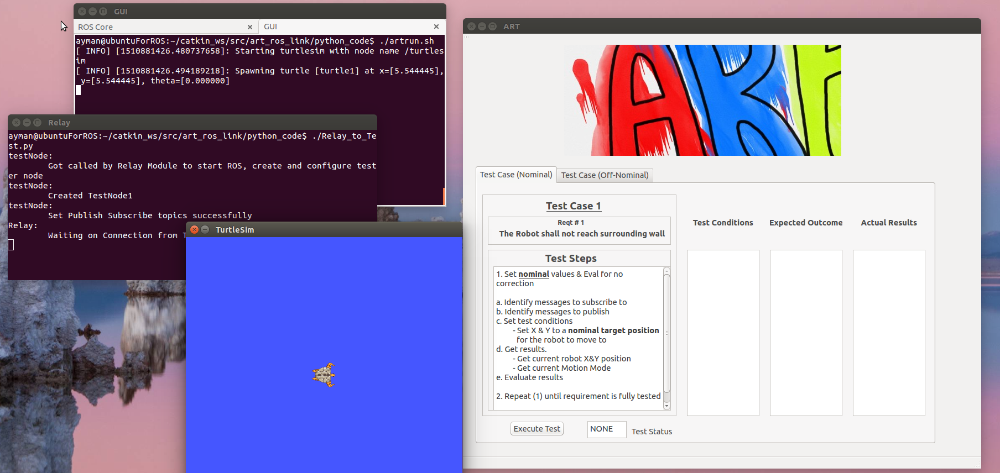 GUI
ROS Core
GUI
ayman@ubuntuForROS:~/catkin_ws/src/art_ros_link/python_code$ ./artrun.sh
[ INFO] [1510881426.480737658]: Starting turtlesim with node name /turtles
im
[ INFO] [1510881426.494189218]: Spawning turtle [turtle1] at x=[5.544445],
y=[5.544445], theta=[0.000000]
Relay
ayman@ubuntuForROS:~/catkin_ws/src/art_ros_link/python_code$ ./Relay_to_Te
st.py
testNode:
Got called by Relay Module to start ROS, create and configure test
er node
testNode:
Created TestNode1
testNode:
Set Publish Subscribe topics successfully
Relay:
Waiting on Connection from
TurtleSim
ART
ART
Test Case (Nominal)
Test Case (Off-Nominal)
Test Case 1
Reqt # 1
The Robot shall not reach surrounding wall
Test Steps
1. Set nominal values & Eval for no
correction
a. Identify messages to subscribe to
b. Identify messages to publish
c. Set test conditions
- Set X & Y to a nominal target position
for the robot to move to
d. Get results.
- Get current robot X&Y position
- Get current Motion Mode
e. Evaluate results
2. Repeat (1) until requirement is fully tested
Test Conditions
Expected Outcome
Actual Results
Execute Test
NONE
Test Status